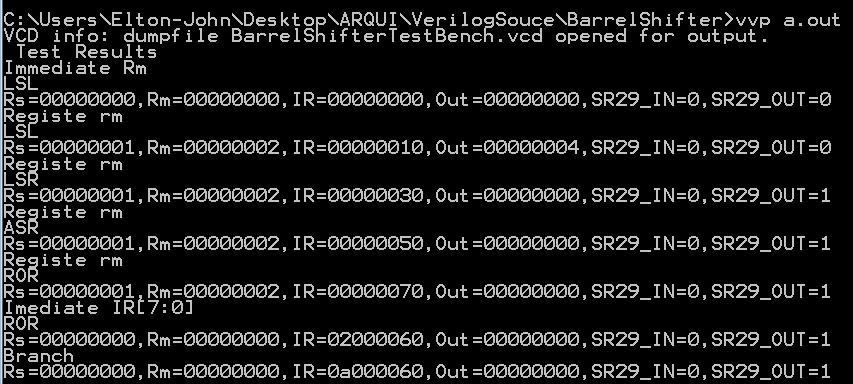 C:\Users\Elton-John\Desktop\ARQUI\VerilogSouce\BarrelShifter>vvp a.out
VCD info: dumpfile BarrelShifterTestBench.vcd opened for output.
 Test Results
Immediate Rm
LSL
Rs=00000000,Rm=00000000,IR=00000000,Out=00000000,SR29_IN=0,SR29_OUT=0
Registe rm
LSL
Rs=00000001,Rm=00000002,IR=00000010,Out=00000004,SR29_IN=0,SR29_OUT=0
Registe rm
LSR
Rs=00000001,Rm=00000002,IR=00000030,Out=00000000,SR29_IN=0,SR29_OUT=1
Registe rm
ASR
Rs=00000001,Rm=00000002,IR=00000050,Out=00000000,SR29_IN=0,SR29_OUT=1
Registe rm
ROR
Rs=00000001,Rm=00000002,IR=00000070,Out=00000000,SR29_IN=0,SR29_OUT=1
Imediate IR[7:0]
ROR
Rs=00000000,Rm=00000000,IR=02000060,Out=00000000,SR29_IN=0,SR29_OUT=1
Branch
Rs=00000000,Rm=00000000,IR=0a000060,Out=00000000,SR29_IN=0,SR29_OUT=1